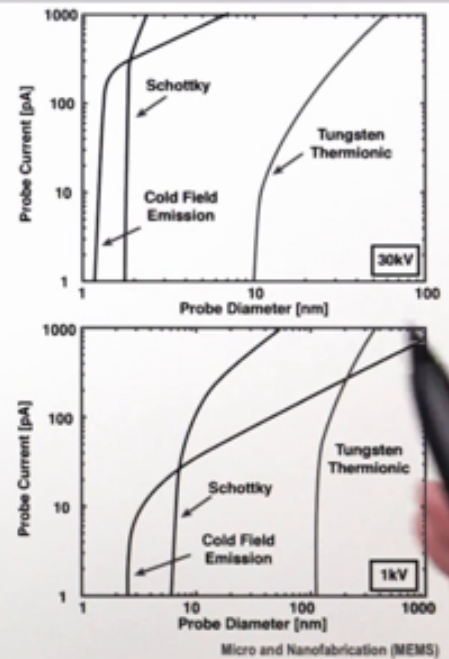 1000
Schottky
100
Tungsten
Thermionic
Probe Current [pA]
10
Cold Field
Emission
30kV
1
1
10
100
Probe Diameter [nm]
1000
100
Tungsten
Thermionic
Probe Current [pA]
Schottky
10
Cold Field
Emission
1kV
1
1
10
100
1000
Probe Diameter [nm]
Micro and Nanofabrication (MEMS)